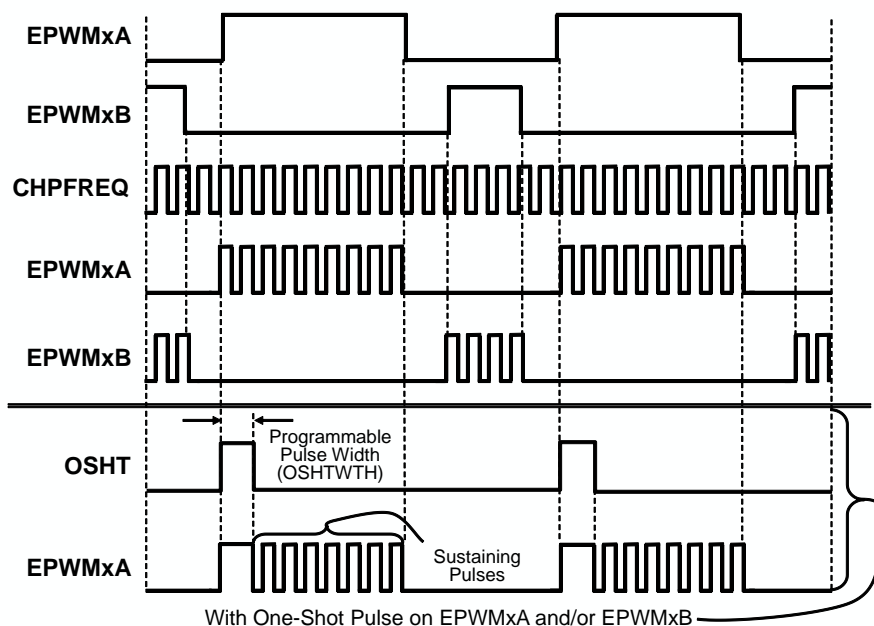 EPWMxA
EPWMxB
CHPFREQ
EPWMxA
EPWMxB
Programmable
Pulse Width
(OSHTWTH)
OSHT
Sustaining
Pulses
EPWMxA
With One-Shot Pulse on EPWMxA and/or EPWMxB